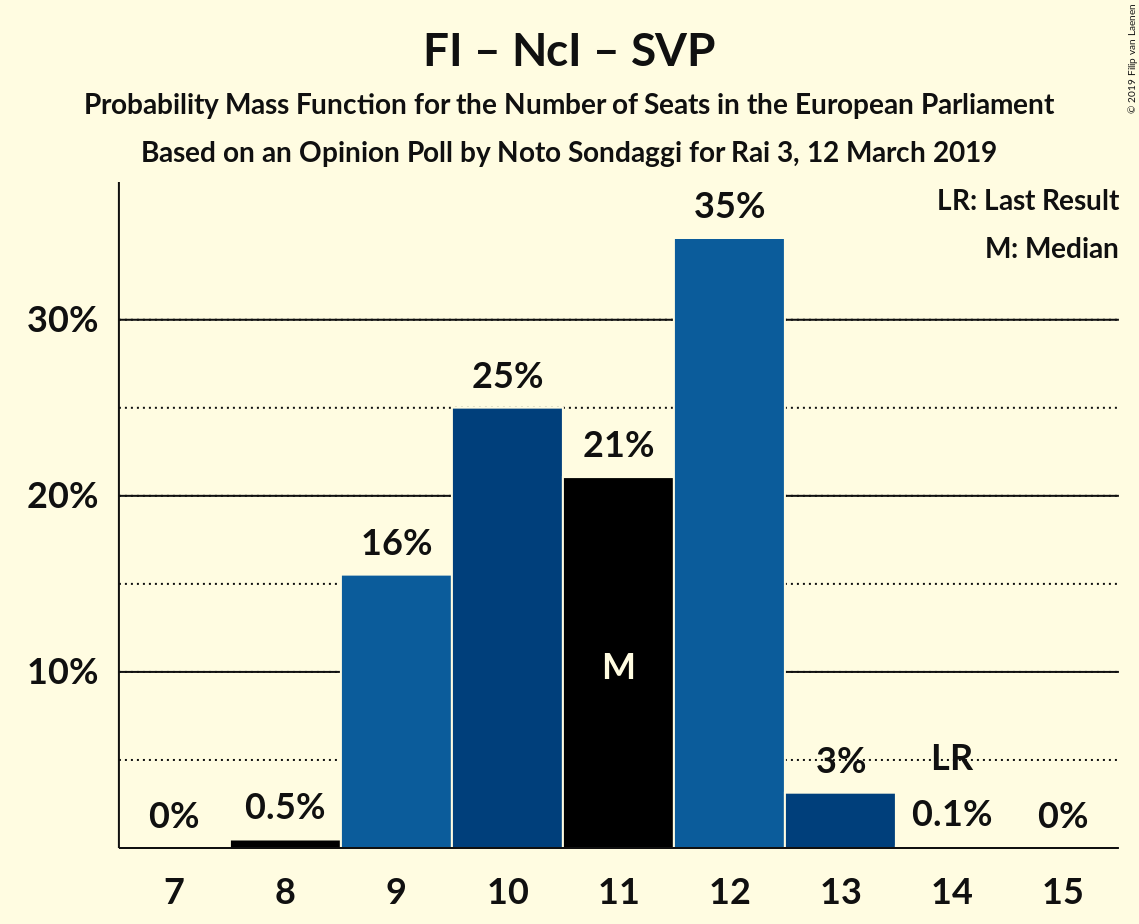 FI – NcI – SVP
Probability Mass Function for the Number of Seats in the European Parliament
Based on an Opinion Poll by Noto Sondaggi for Rai 3, 12 March 2019
© 2019 Filip van Laenen
LR: Last Result
M: Median
30%
20%
10%
0%
0.5%
16%
25%
21%
35%
3%
LR
0.1%
0%
M
7 8 9 10 11 12 13 14 15